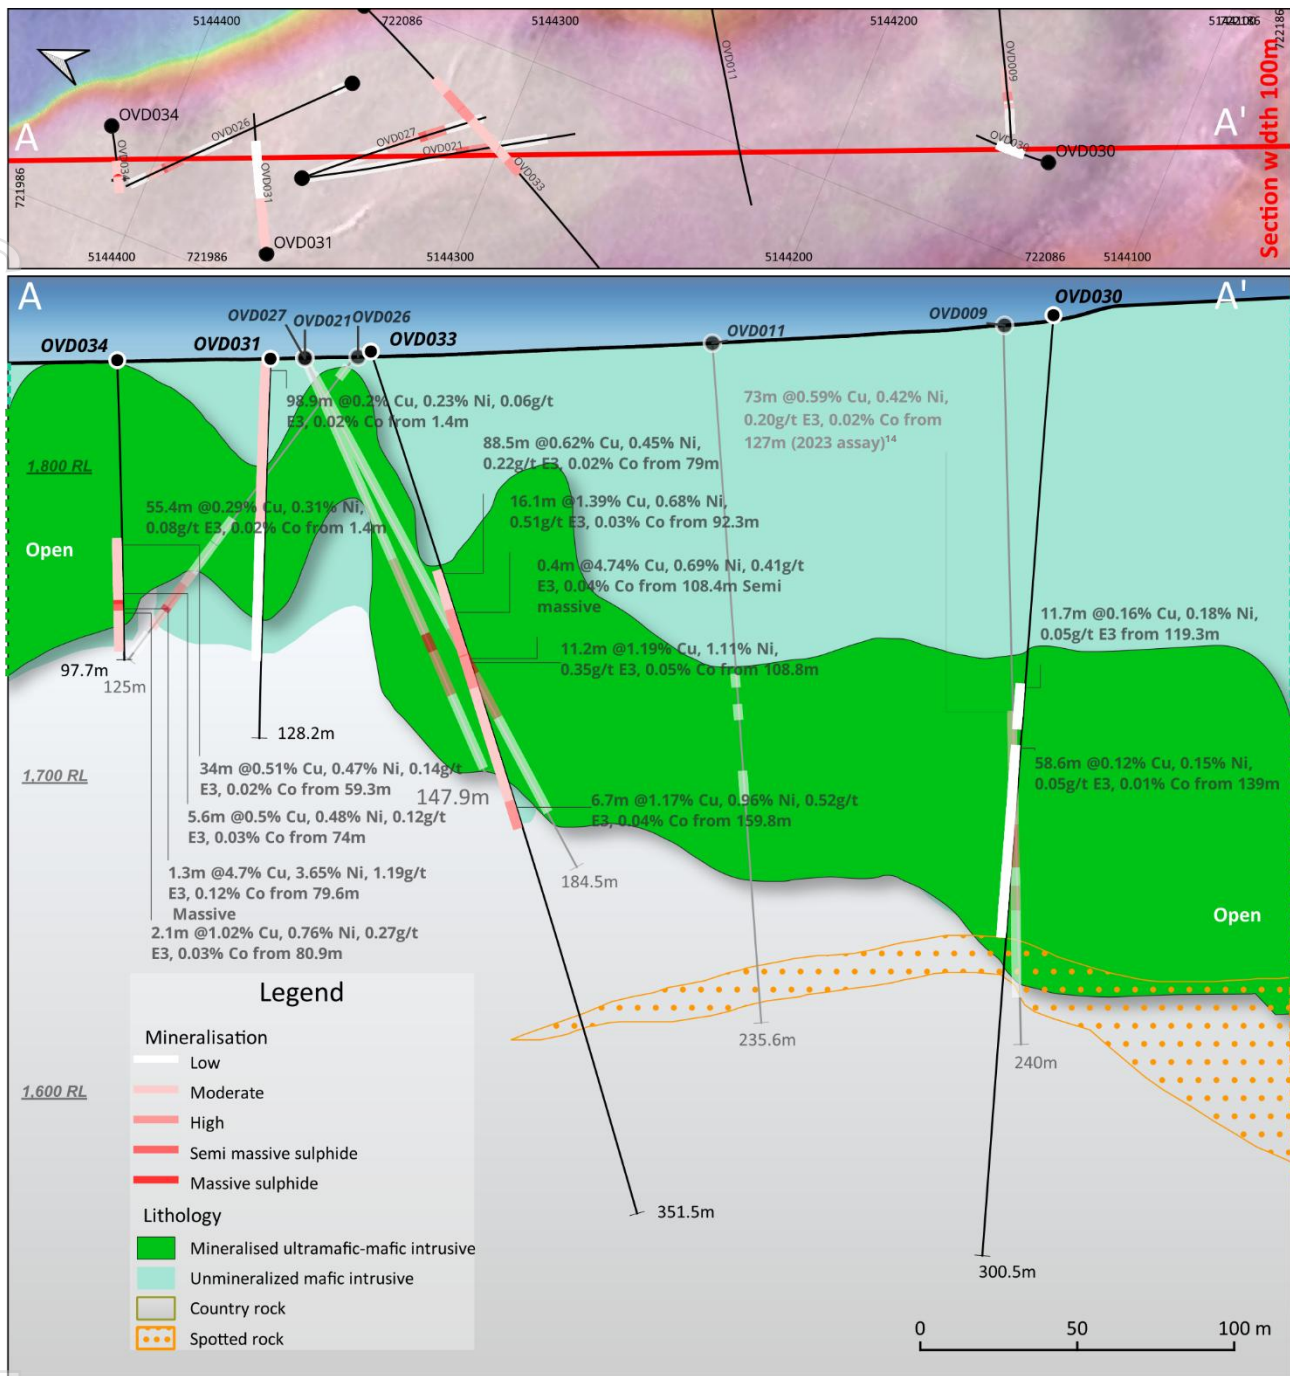 5144400
722086
5144300
5144200
722186
OVD034
OVD026
OVD011
OVD009
A
A'
OVD027
OVD021
OVD034
OVD031
OVD033
OVD030
OVD030
721986
OVD031
5144400
721986
5144300
5144200
722086
5144100
Section width 100m
A
A'
OVD027
OVD021
OVD026
OVD034
OVD031
OVD033
OVD011
OVD009
OVD030
98.9m @0.2% Cu, 0.23% Ni, 0.06g/t
E3, 0.02% Co from 1.4m
73m @0.59% Cu, 0.42% Ni,
0.20g/t E3, 0.02% Co from
127m (2023 assay)¹⁴
88.5m @0.62% Cu, 0.45% Ni,
0.22g/t E3, 0.02% Co from 79m
1,800 RL
55.4m @0.29% Cu, 0.31% Ni,
0.08g/t E3, 0.02% Co from 1.4m
16.1m @1.39% Cu, 0.68% Ni,
0.51g/t E3, 0.03% Co from 92.3m
Open
0.4m @4.74% Cu, 0.69% Ni, 0.41g/t
E3, 0.04% Co from 108.4m Semi
massive
11.7m @0.16% Cu, 0.18% Ni,
0.05g/t E3 from 119.3m
11.2m @1.19% Cu, 1.11% Ni,
0.35g/t E3, 0.05% Co from 108.8m
97.7m
125m
128.2m
34m @0.51% Cu, 0.47% Ni, 0.14g/t
E3, 0.02% Co from 59.3m
1,700 RL
147.9m
58.6m @0.12% Cu, 0.15% Ni,
0.05g/t E3, 0.01% Co from 139m
5.6m @0.5% Cu, 0.48% Ni, 0.12g/t
E3, 0.03% Co from 74m
6.7m @1.17% Cu, 0.96% Ni, 0.52g/t
E3, 0.04% Co from 159.8m
1.3m @4.7% Cu, 3.65% Ni, 1.19g/t
E3, 0.12% Co from 79.6m
Massive
184.5m
2.1m @1.02% Cu, 0.76% Ni, 0.27g/t
E3, 0.03% Co from 80.9m
Open
Legend
Mineralisation
Low
Moderate
High
Semi massive sulphide
Massive sulphide
Lithology
Mineralised ultramafic-mafic intrusive
Unmineralized mafic intrusive
Country rock
Spotted rock
235.6m
240m
1,600 RL
351.5m
300.5m
0
50
100 m